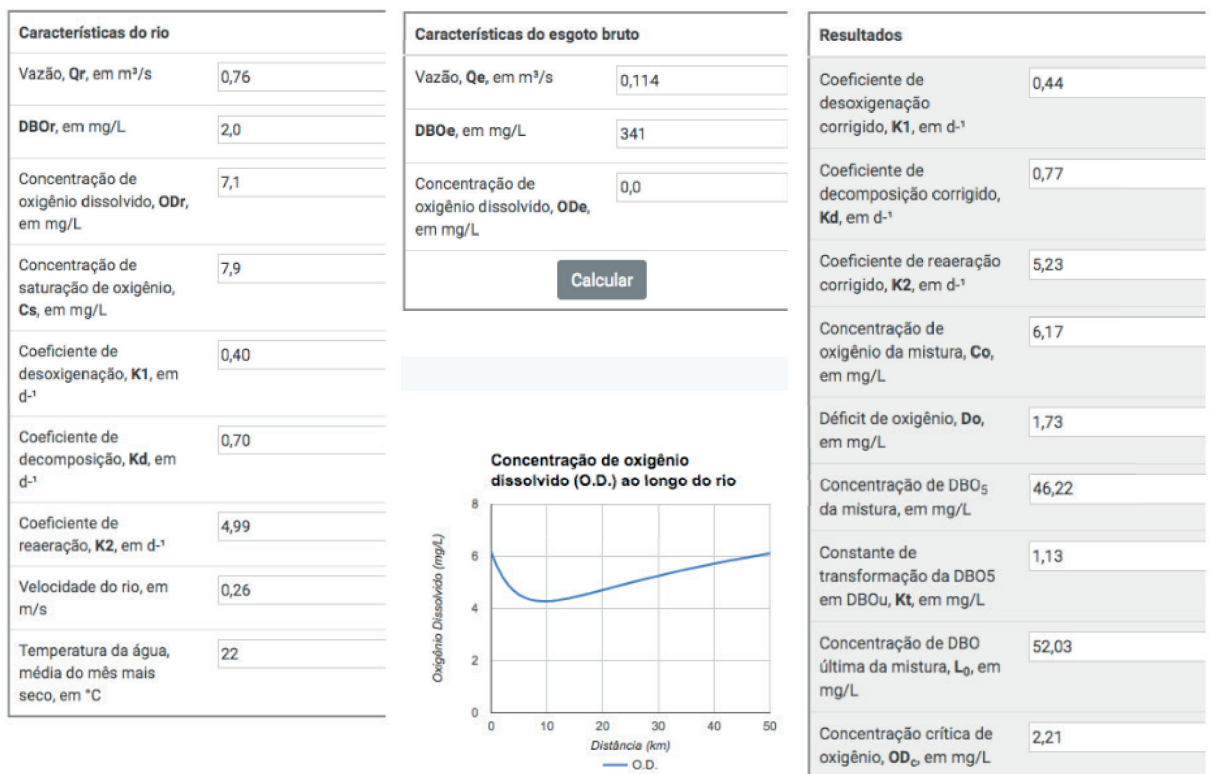 Características do rio
Vazão, Qr, em m³/s
0,76
DBOr, em mg/L
2,0
Concentração de
oxigênio dissolvido, ODr,
em mg/L
7,1
Concentração de
saturação de oxigênio,
Cs, em mg/L
7,9
Coeficiente de
desoxigenação, K1, em
d-¹
0,40
Coeficiente de
decomposição, Kd, em
d-¹
0,70
Coeficiente de
reaeração, K2, em d-¹
4,99
Velocidade do rio, em
m/s
0,26
Temperatura da água,
média do mês mais
seco, em °C
22
Características do esgoto bruto
Vazão, Qe, em m³/s
0,114
DBOe, em mg/L
341
Concentração de
oxigênio dissolvido, ODe,
em mg/L
0,0
Calcular
Concentração de oxigênio
dissolvido (O.D.) ao longo do rio
Oxigênio Dissolvido (mg/L)
8
6
4
2
0
0 10 20 30 40 50
Distância (km)
O.D.
Resultados
Coeficiente de
desoxigenação
corrigido, K1, em d-¹
0,44
Coeficiente de
decomposição corrigido,
Kd, em d-¹
0,77
Coeficiente de reaeração
corrigido, K2, em d-¹
5,23
Concentração de
oxigênio da mistura, Co,
em mg/L
6,17
Déficit de oxigênio, Do,
em mg/L
1,73
Concentração de DBO₅
da mistura, em mg/L
46,22
Constante de
transformação da DBO5
em DBOu, Kt, em mg/L
1,13
Concentração de DBO
última da mistura, L₀, em
mg/L
52,03
Concentração crítica de
oxigênio, ODc, em mg/L
2,21